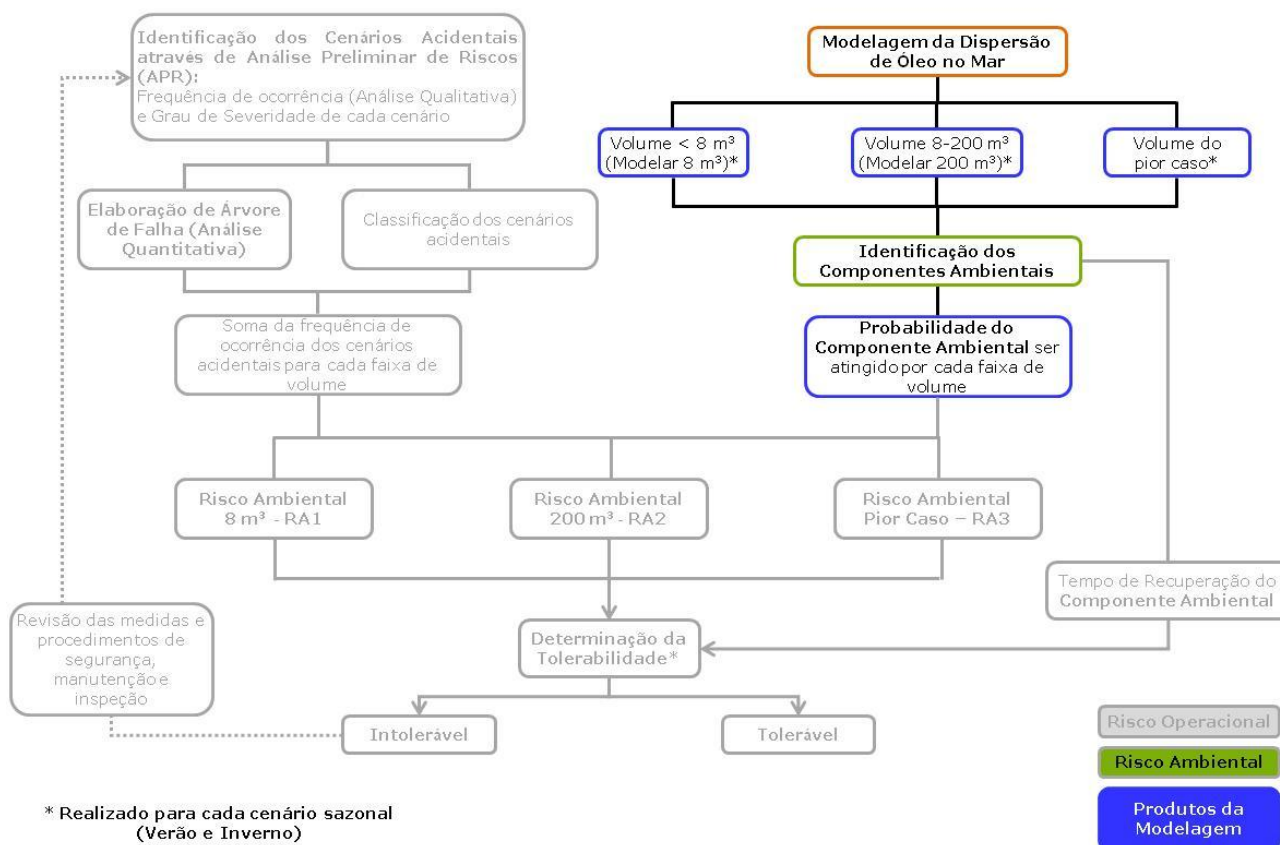 Identificação dos Cenários Acidentais
através de Análise Preliminar de Riscos
(APR):
Frequência de ocorrência (Análise Qualitativa)
e Grau de Severidade de cada cenário
Modelagem da Dispersão
de Óleo no Mar
Volume < 8 m³
(Modelar 8 m³)*
Volume 8-200 m³
(Modelar 200 m³)*
Volume do
pior caso*
Elaboração de Árvore
de Falha (Análise
Quantitativa)
Classificação dos cenários
acidentais
Identificação dos
Componentes Ambientais
Soma da frequência de
ocorrência dos cenários
acidentais para cada faixa de
volume
Probabilidade do
Componente Ambiental ser
atingido por cada faixa de
volume
Risco Ambiental
8 m³ - RA1
Risco Ambiental
200 m³ - RA2
Risco Ambiental
Pior Caso – RA3
Tempo de Recuperação do
Componente Ambiental
Revisão das medidas e
procedimentos de
segurança,
manutenção e
inspeção
Determinação da
Tolerabilidade*
Intolerável
Tolerável
Risco Operacional
Risco Ambiental
Produtos da
Modelagem
* Realizado para cada cenário sazonal
(Verão e Inverno)